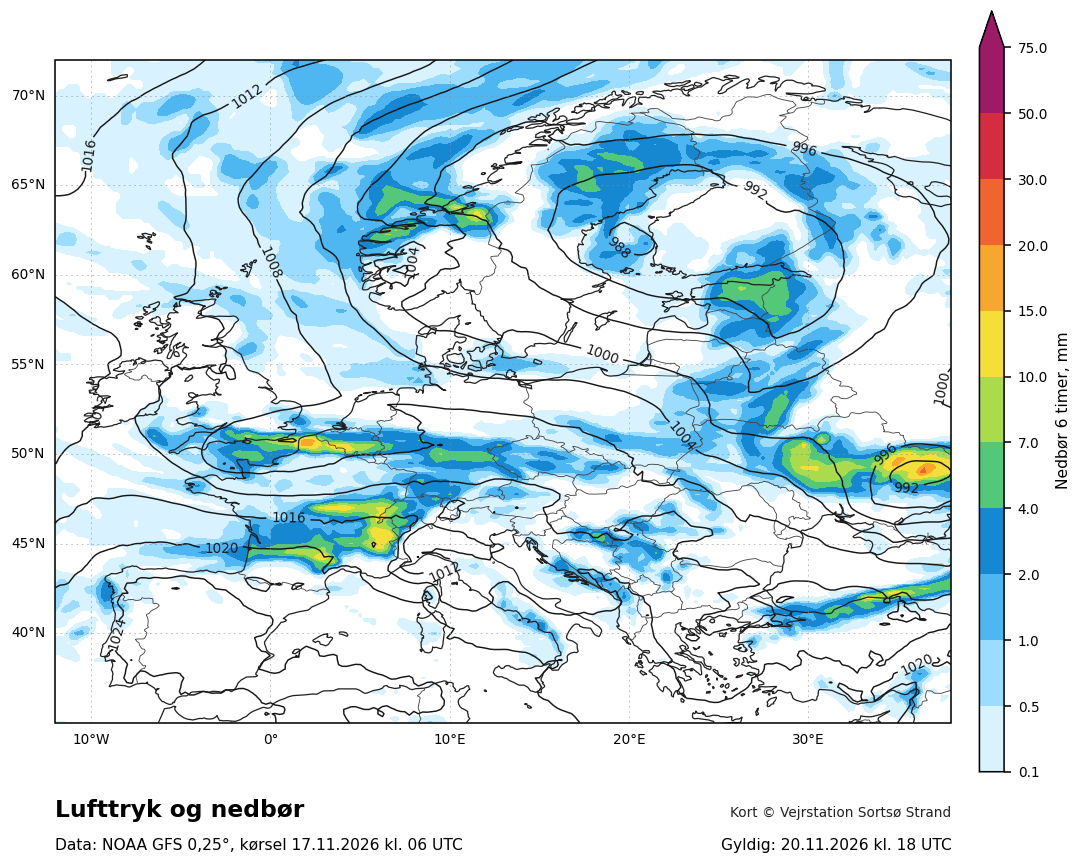 1012
1016
996
992
988
1004
1008
1000
1000
1004
996
992
1016
1020
1012
1024
1020
70°N
65°N
60°N
55°N
50°N
45°N
40°N
10°W
0°
10°E
20°E
30°E
75.0
50.0
30.0
20.0
15.0
10.0
7.0
4.0
2.0
1.0
0.5
0.1
Nedbør 6 timer, mm
Lufttryk og nedbør
Kort © Vejrstation Sortsø Strand
Data: NOAA GFS 0,25°, kørsel 17.11.2026 kl. 06 UTC
Gyldig: 20.11.2026 kl. 18 UTC